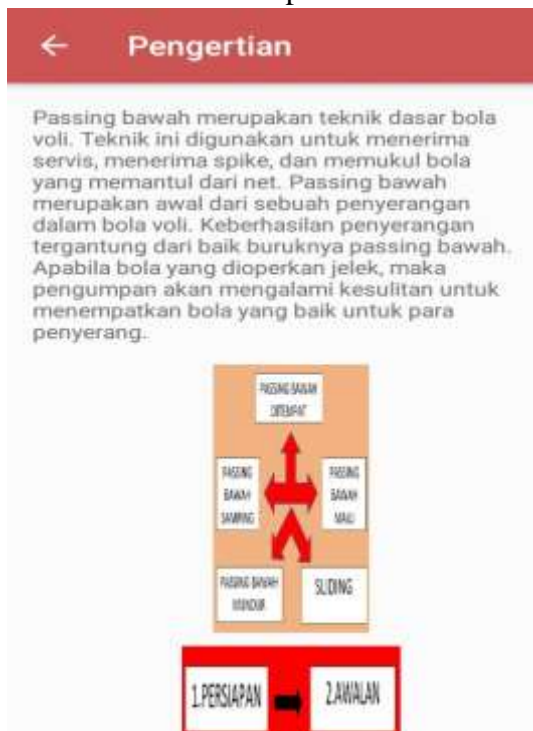 Pengertian
Passing bawah merupakan teknik dasar bola
voli. Teknik ini digunakan untuk menerima
servis, menerima spike, dan memukul bola
yang memantul dari net. Passing bawah
merupakan awal dari sebuah penyerangan
dalam bola voli. Keberhasilan penyerangan
tergantung dari baik buruknya passing bawah.
Apabila bola yang dioperkan jelek, maka
pengumpan akan mengalami kesulitan untuk
menempatkan bola yang baik untuk para
penyerang.
PASSING BAWAH
DITEMPAT
PASSING
BAWAH
SAMPING
PASSING
BAWAH
MAJU
PASSING BAWAH
MUNDUR
SLIDING
1.PERSIAPAN
2.AWALAN